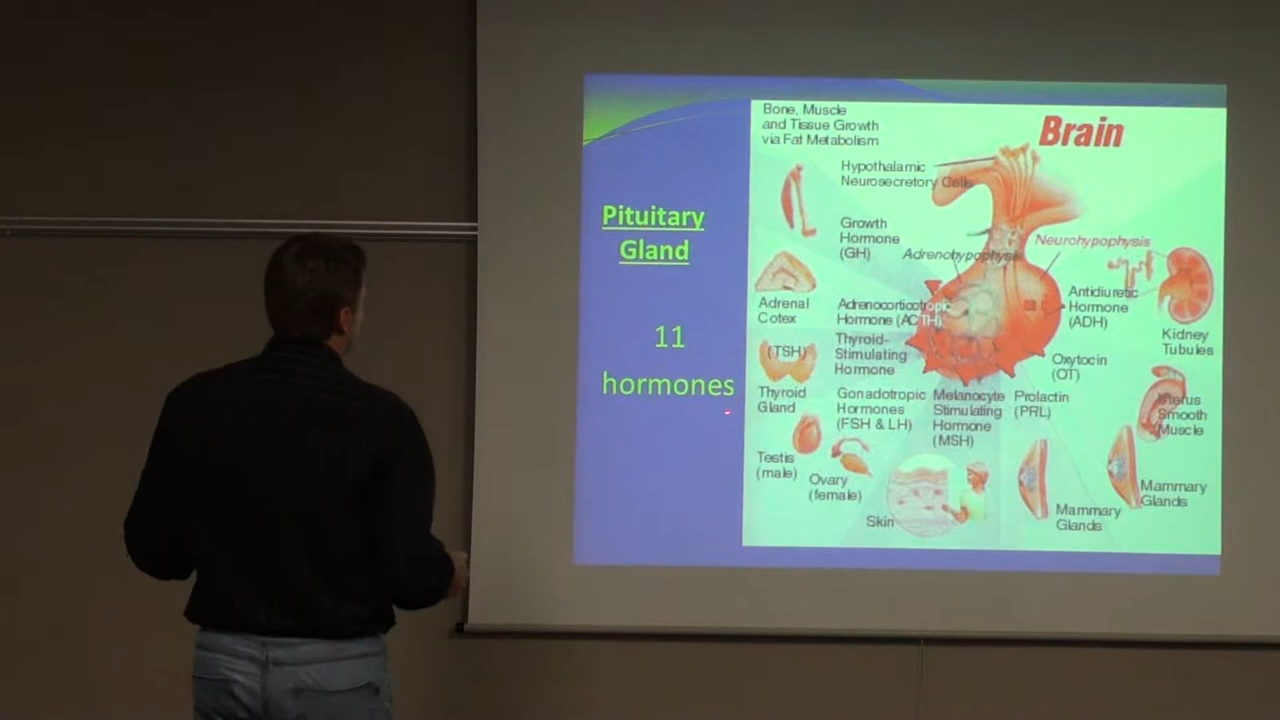 Pituitary
Gland
11
hormones
Bone, Muscle
and Tissue Growth
via Fat Metabolism
Brain
Hypothalamic
Neurosecretory Cells
Growth
Hormone
(GH)
Adrenohypophysis
Neurohypophysis
Adrenal
Cotex
Adrenocorticotropic
Hormone (ACTH)
Antidiuretic
Hormone
(ADH)
Kidney
Tubules
(TSH)
Thyroid-
Stimulating
Hormone
Oxytocin
(OT)
Thyroid
Gland
Gonadotropic
Hormones
(FSH & LH)
Melanocyte
Stimulating
Hormone
(MSH)
Prolactin
(PRL)
Uterus
Smooth
Muscle
Testis
(male)
Ovary
(female)
Skin
Mammary
Glands
Mammary
Glands